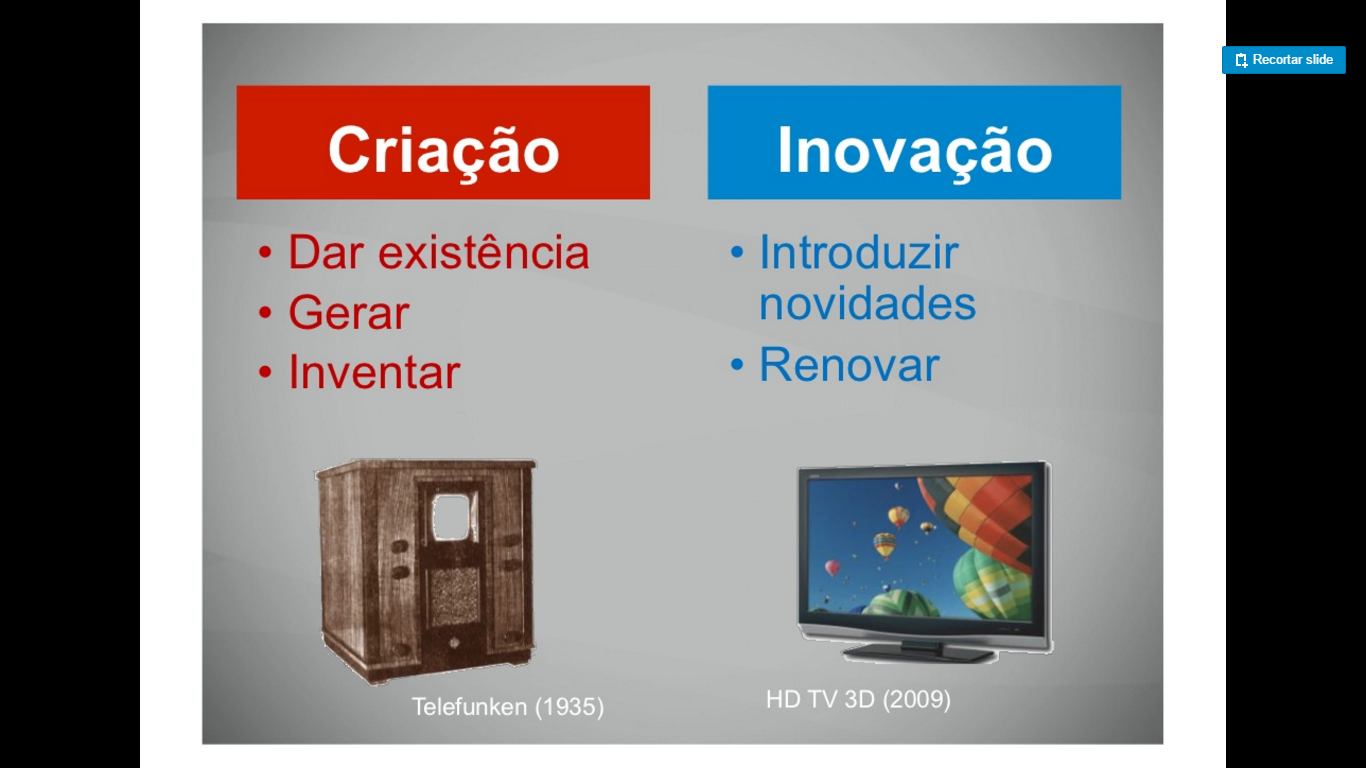 Recortar slide
Criação
• Dar existência
• Gerar
• Inventar
Telefunken (1935)
Inovação
• Introduzir
novidades
• Renovar
HD TV 3D (2009)